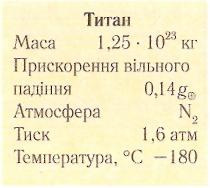 Титан
Маса 1,25 · 10²³ кг
Прискорення вільного
падіння 0,14g⊕
Атмосфера N₂
Тиск 1,6 атм
Температура, °C −180